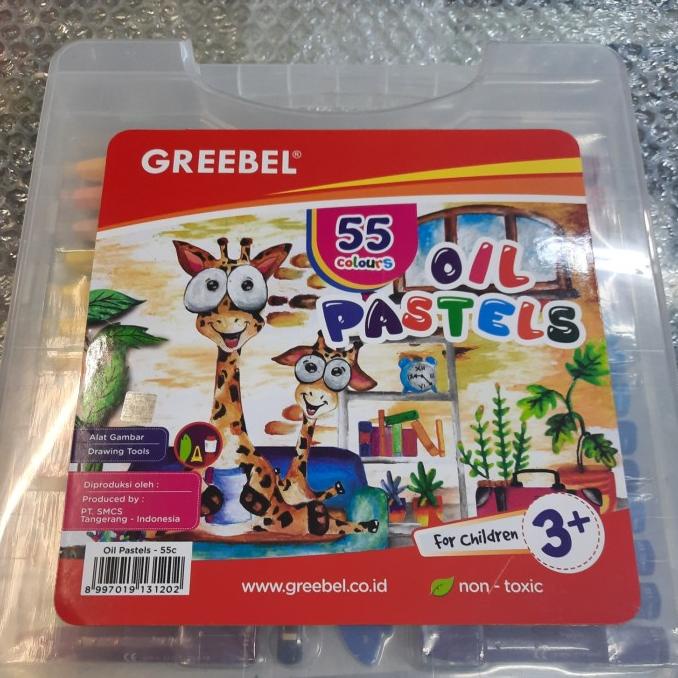 GREEBEL®
55
colours
OIL
PASTELS
Alat Gambar
Drawing Tools
Diproduksi oleh :
Produced by :
PT. SMCS
Tangerang - Indonesia
For Children
3+
Oil Pastels - 55c
8 997019 131202
www.greebel.co.id
non - toxic